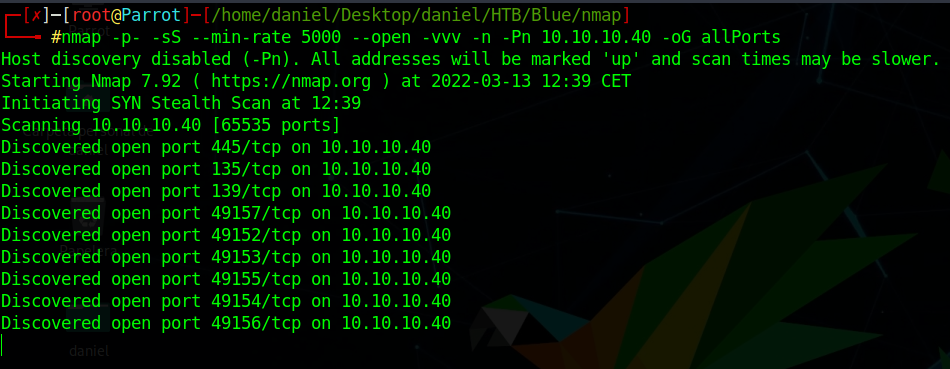 ┌─[✗]─[root@Parrot]─[/home/daniel/Desktop/daniel/HTB/Blue/nmap]
└──╼ #nmap -p- -sS --min-rate 5000 --open -vvv -n -Pn 10.10.10.40 -oG allPorts
Host discovery disabled (-Pn). All addresses will be marked 'up' and scan times may be slower.
Starting Nmap 7.92 ( https://nmap.org ) at 2022-03-13 12:39 CET
Initiating SYN Stealth Scan at 12:39
Scanning 10.10.10.40 [65535 ports]
Discovered open port 445/tcp on 10.10.10.40
Discovered open port 135/tcp on 10.10.10.40
Discovered open port 139/tcp on 10.10.10.40
Discovered open port 49157/tcp on 10.10.10.40
Discovered open port 49152/tcp on 10.10.10.40
Discovered open port 49153/tcp on 10.10.10.40
Discovered open port 49155/tcp on 10.10.10.40
Discovered open port 49154/tcp on 10.10.10.40
Discovered open port 49156/tcp on 10.10.10.40
daniel